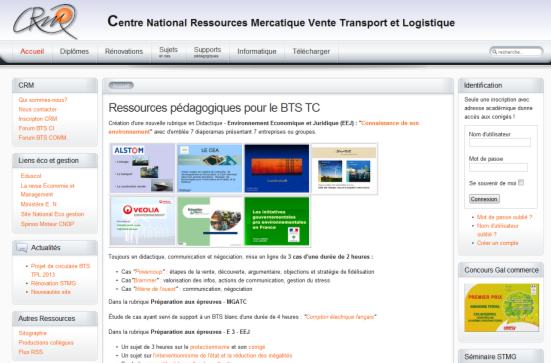 CRM
Centre National Ressources Mercatique Vente Transport et Logistique
Accueil Diplômes Rénovations Sujets Supports pédagogiques Informatique Télécharger
recherche...
CRM
Qui sommes-nous?
Nous contacter
Inscription CRM
Forum BTS CI
Forum BTS COMM.
Liens éco et gestion
Eduscol
La revue Economie et
Management
Ministère E. N.
Site National Eco gestion
Spinoo Moteur CNDP
Actualités
Projet de circulaire BTS
TPL 2013
Rénovation STMG
Nouveautés site
Autres Ressources
Sitographie
Productions collègues
Flux RSS
Accueil
Ressources pédagogiques pour le BTS TC
Création d'une nouvelle rubrique en Didactique - Environnement Economique et Juridique (EEJ) : "Connaissance de son
environnement" avec d'emblée 7 diaporamas présentant 7 entreprises ou groupes.
ALSTOM
LE CEA
VEOLIA
Les initiatives
gouvernementales
pro environnementales
en France
Toujours en didactique, communication et négociation, mise en ligne de 3 cas d'une durée de 2 heures :
Cas : étapes de la vente, découverte, argumentaire, objections et stratégie de fidélisation
Cas : valorisation des infos, actions de communication, gestion du stress
Cas : communication, négociation
Dans la rubrique Préparation aux épreuves - MGATC
Étude de cas ayant servi de support à un BTS blanc d'une durée de 4 heures : "Comptoir électrique français"
Dans la rubrique Préparation aux épreuves - E 3 - EEJ
Un sujet de 3 heures sur le protectionnisme et son corrigé
Un sujet sur l'interventionnisme de l'état et la réduction des inégalités
Identification
Seule une inscription avec
adresse académique donne
accès aux corrigés !
Nom d'utilisateur
Mot de passe
Se souvenir de moi
Connexion
Mot de passe oublié ?
Nom d'utilisateur
oublié ?
Créer un compte
Concours Gal commerce
PREMIER PRIX
Séminaire STMG